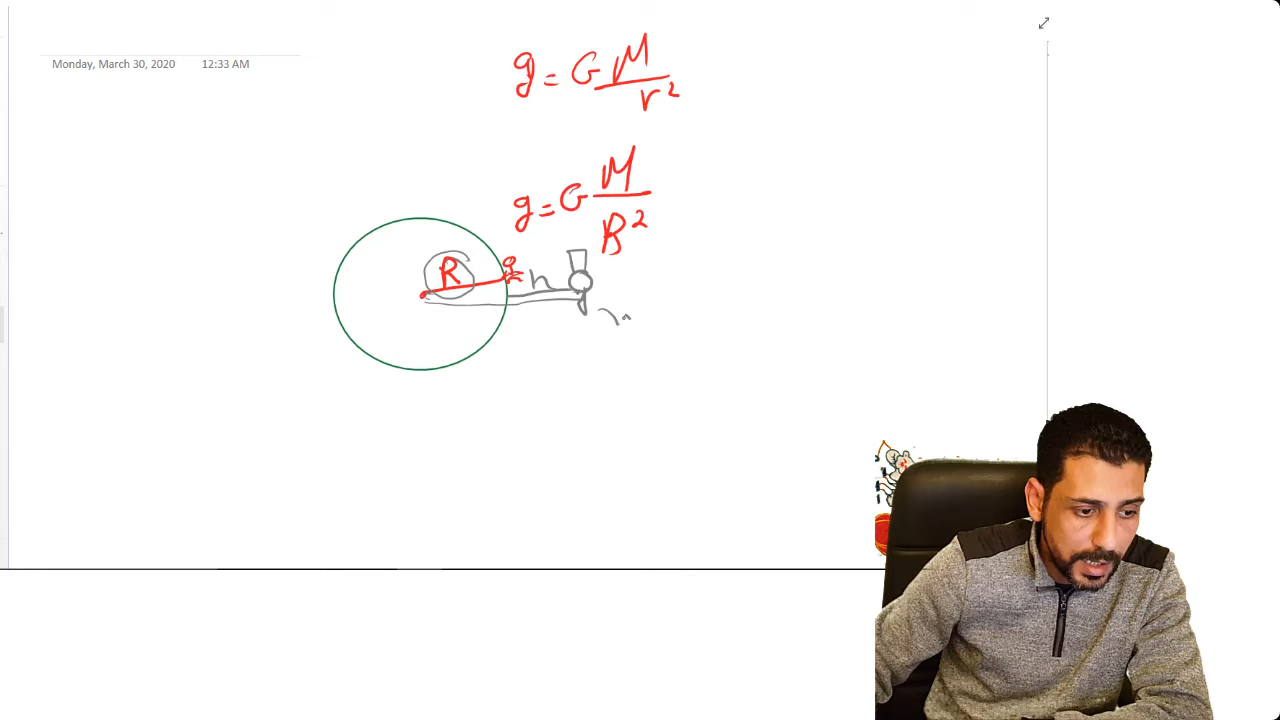 Monday, March 30, 2020 12:33 AM
g = G M / r²
g = G M / R²
R
g
h